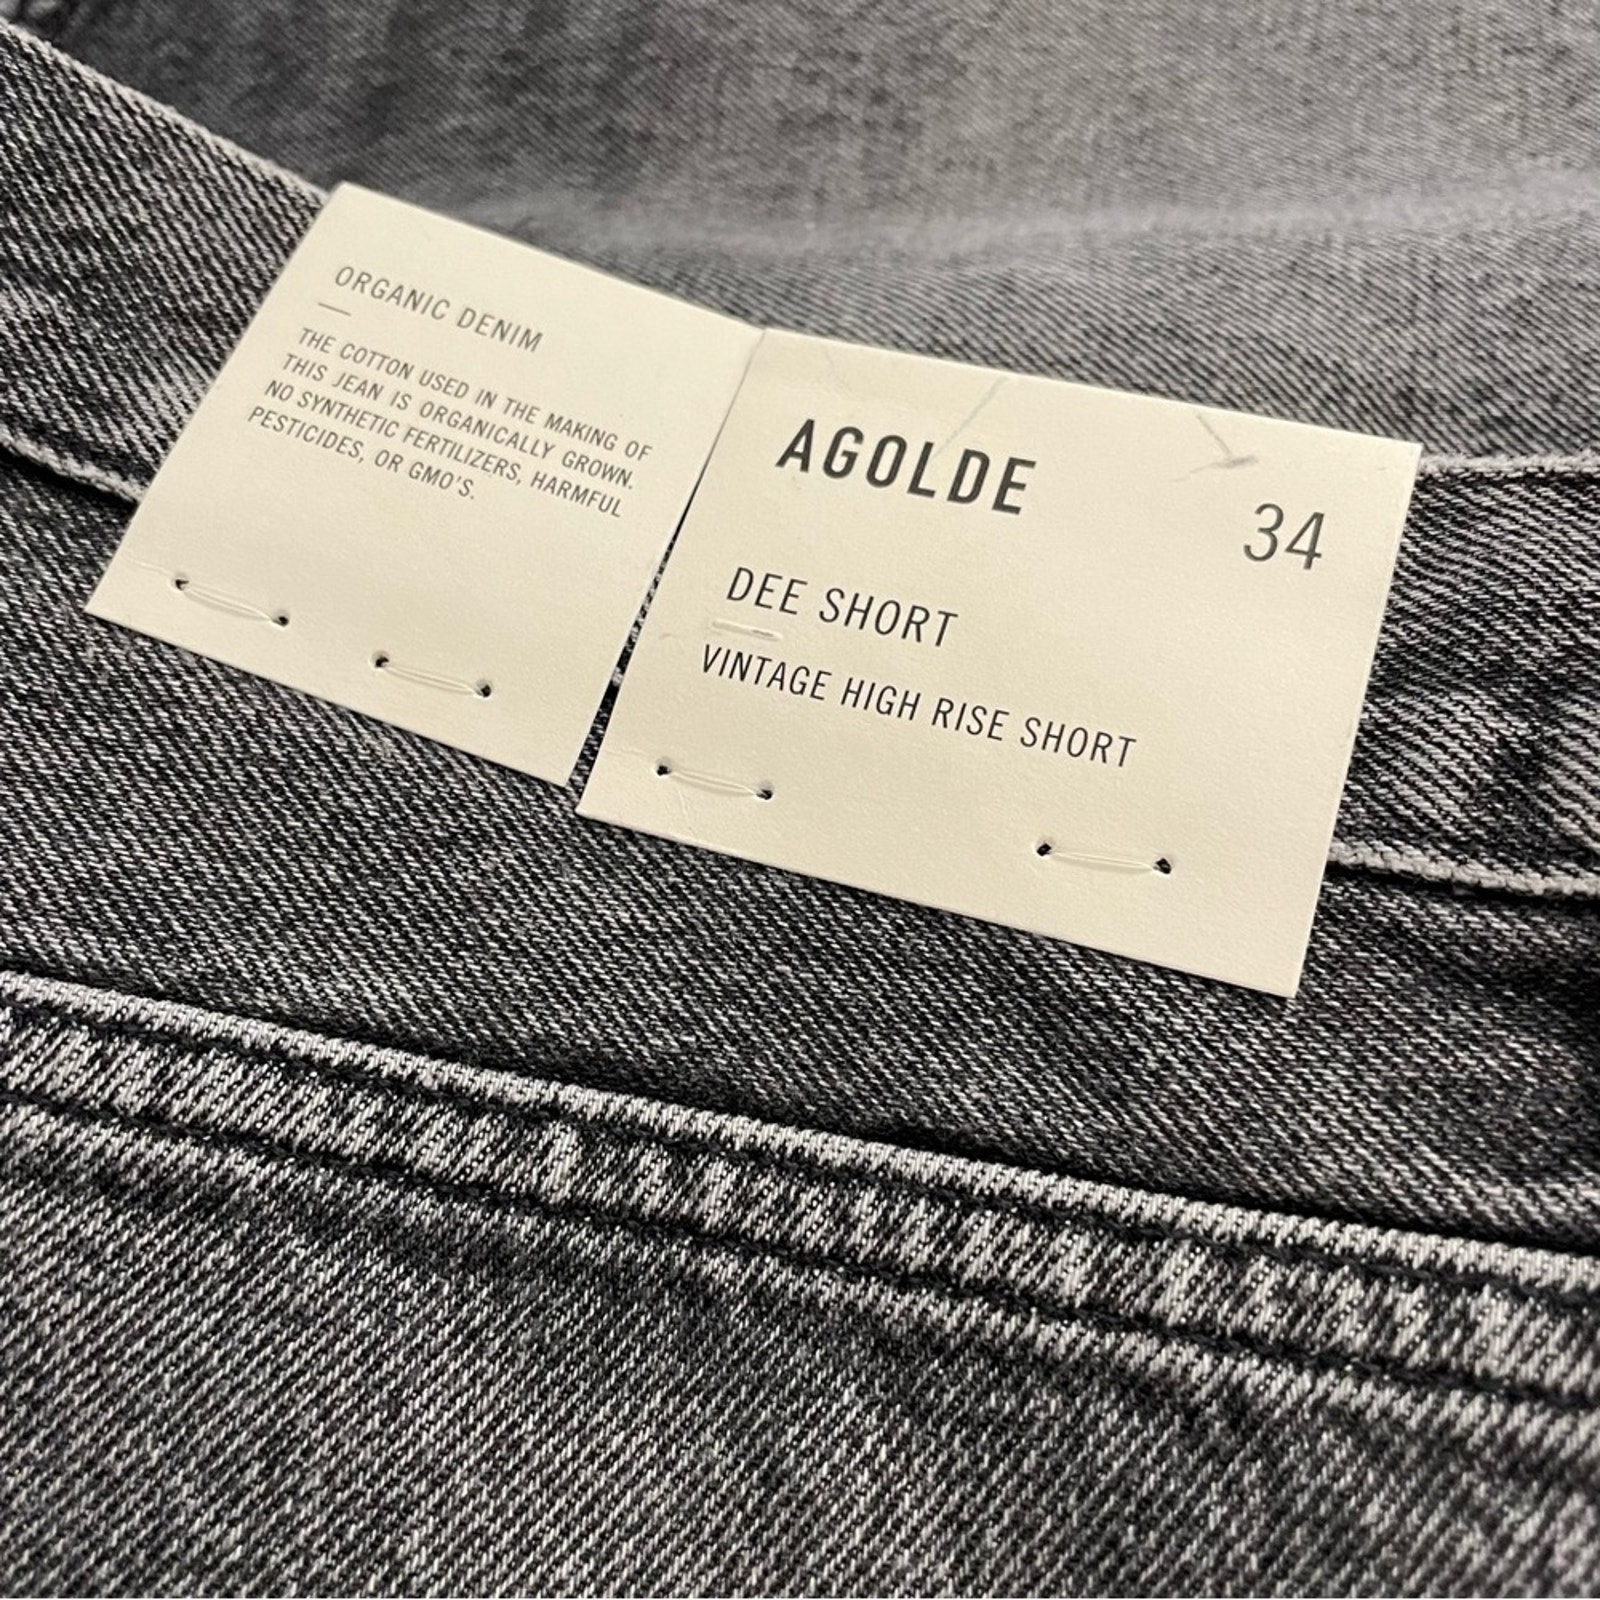 ORGANIC DENIM
THE COTTON USED IN THE MAKING OF
THIS JEAN IS ORGANICALLY GROWN.
NO SYNTHETIC FERTILIZERS, HARMFUL
PESTICIDES, OR GMO'S.
AGOLDE
34
DEE SHORT
VINTAGE HIGH RISE SHORT